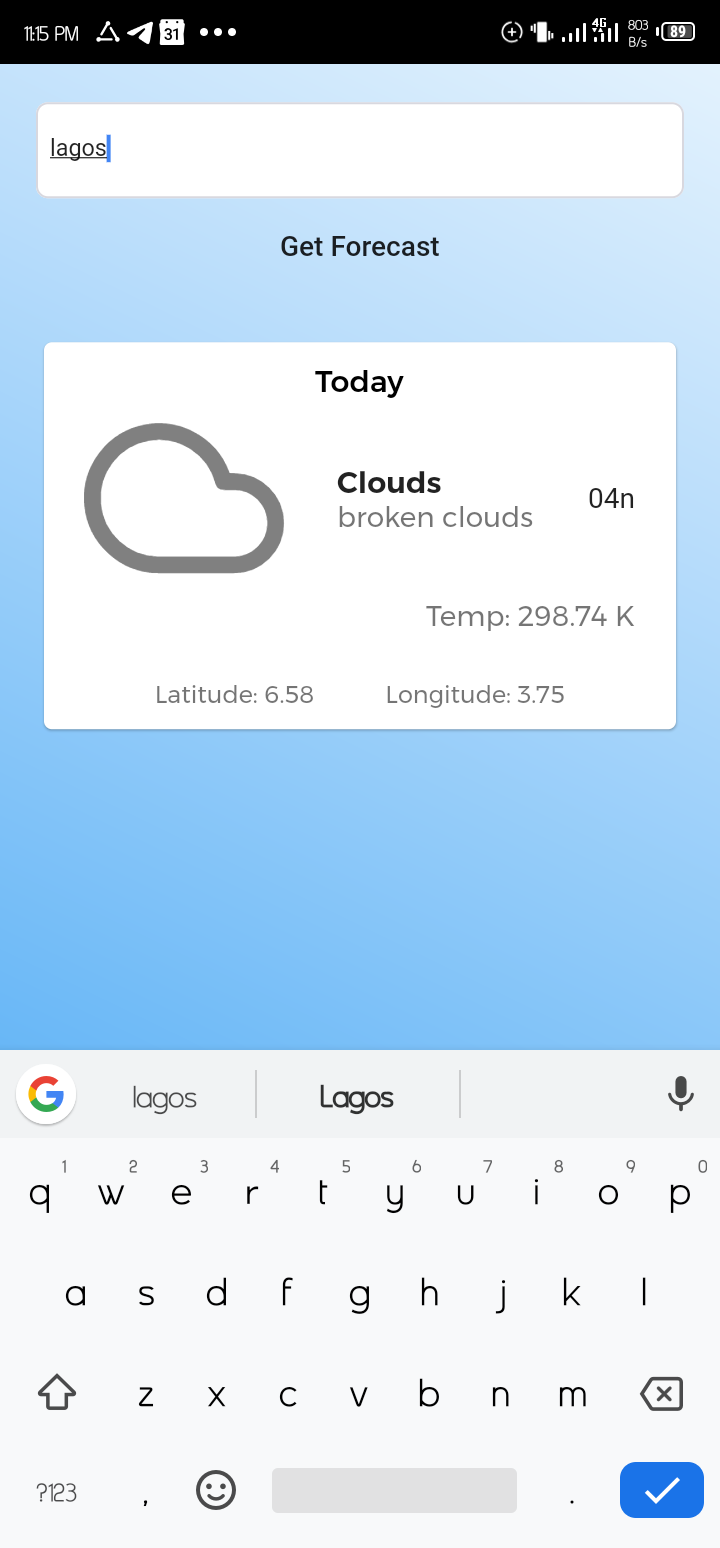 11:15 PM 31 4G 803 B/s 89
lagos
Get Forecast
Today
Clouds
broken clouds
04n
Temp: 298.74 K
Latitude: 6.58 Longitude: 3.75
G lagos Lagos
1 2 3 4 5 6 7 8 9 0
q w e r t y u i o p
a s d f g h j k l
z x c v b n m
?123 , .